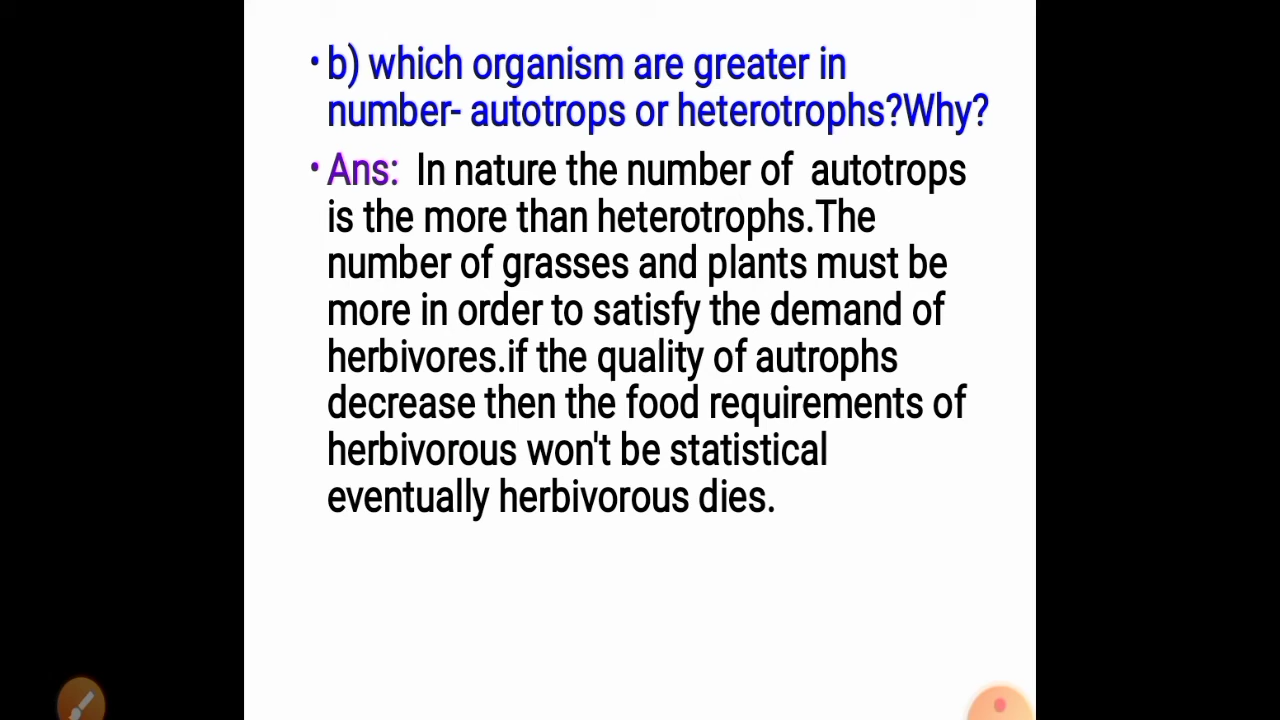 • b) which organism are greater in
number- autotrops or heterotrophs?Why?
• Ans: In nature the number of autotrops
is the more than heterotrophs.The
number of grasses and plants must be
more in order to satisfy the demand of
herbivores.if the quality of autrophs
decrease then the food requirements of
herbivorous won't be statistical
eventually herbivorous dies.